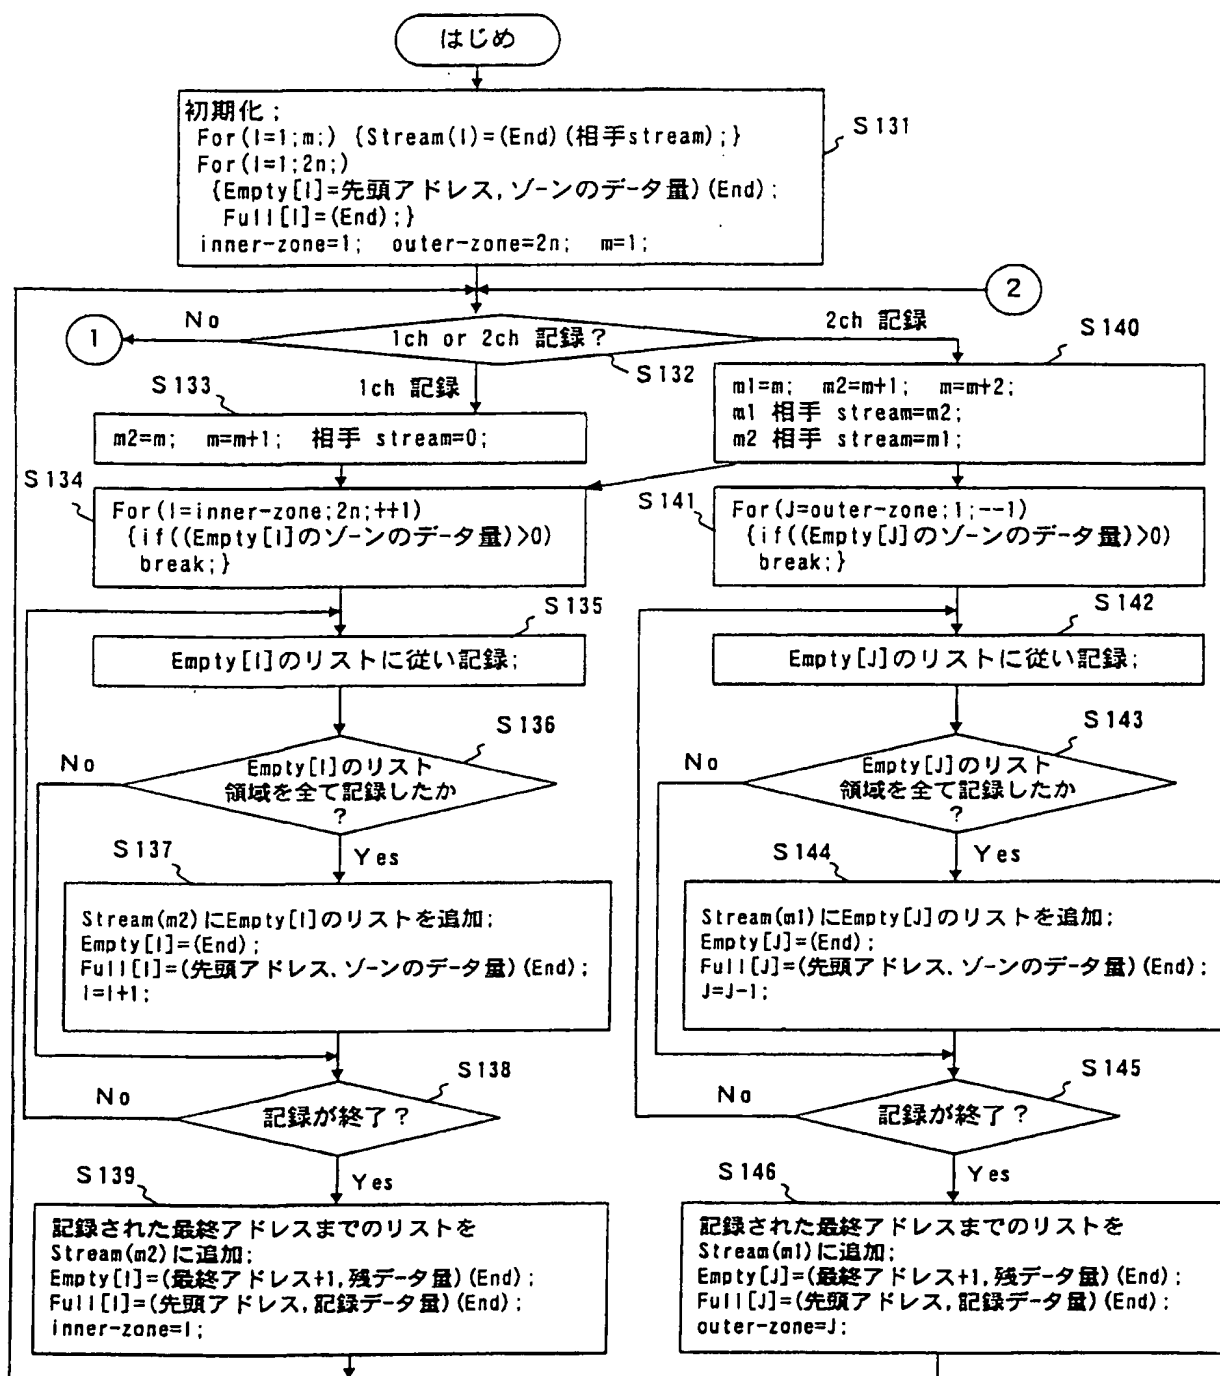 はじめ
初期化;
For(I=1;m;) {Stream(I)=(End)(相手stream);}
For(I=1;2n;)
{Empty[I]=先頭アドレス,ゾーンのデータ量)(End);
Full[I]=(End);}
inner-zone=1; outer-zone=2n; m=1;
S131
2
1
No
1ch or 2ch 記録?
2ch 記録
S132
S133
1ch 記録
S140
m2=m; m=m+1; 相手 stream=0;
m1=m; m2=m+1; m=m+2;
m1 相手 stream=m2;
m2 相手 stream=m1;
S134
For(I=inner-zone;2n;++1)
{if((Empty[I]のゾーンのデータ量)>0)
break;}
S141
For(J=outer-zone;1;--1)
{if((Empty[J]のゾーンのデータ量)>0)
break;}
S135
Empty[I]のリストに従い記録;
S142
Empty[J]のリストに従い記録;
S136
No
Empty[I]のリスト
領域を全て記録したか
?
Yes
S143
No
Empty[J]のリスト
領域を全て記録したか
?
Yes
S137
Stream(m2)にEmpty[I]のリストを追加;
Empty[I]=(End);
Full[I]=(先頭アドレス,ゾーンのデータ量)(End);
I=I+1;
S144
Stream(m1)にEmpty[J]のリストを追加;
Empty[J]=(End);
Full[J]=(先頭アドレス,ゾーンのデータ量)(End);
J=J-1;
S138
No
記録が終了?
Yes
S145
No
記録が終了?
Yes
S139
記録された最終アドレスまでのリストを
Stream(m2)に追加;
Empty[I]=(最終アドレス+1,残データ量)(End);
Full[I]=(先頭アドレス,記録データ量)(End);
inner-zone=I;
S146
記録された最終アドレスまでのリストを
Stream(m1)に追加;
Empty[J]=(最終アドレス+1,残データ量)(End);
Full[J]=(先頭アドレス,記録データ量)(End);
outer-zone=J;